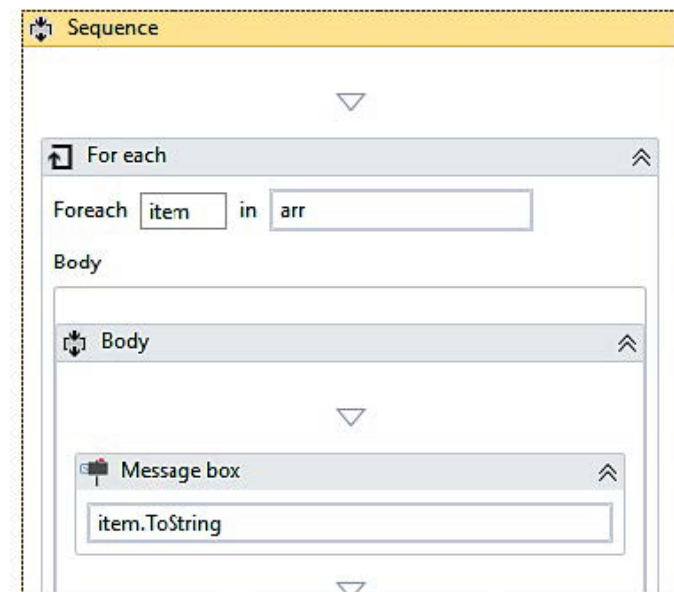 Sequence
For each
Foreach item in arr
Body
Body
Message box
item.ToString